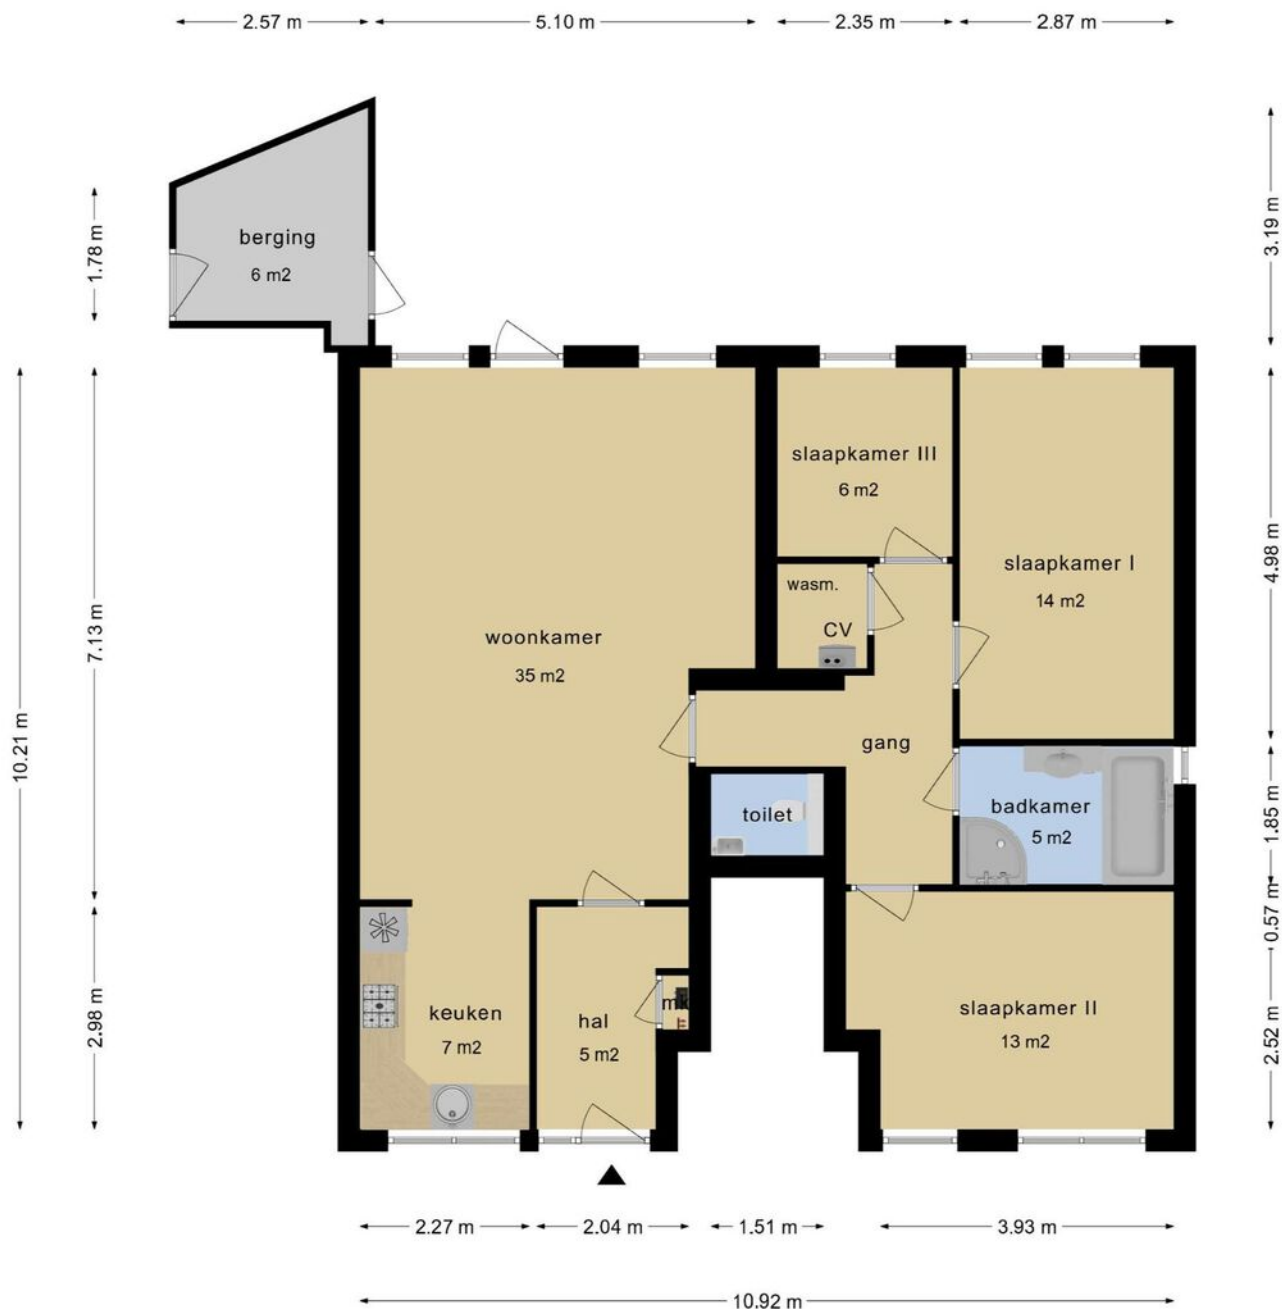 2.57 m
5.10 m
2.35 m
2.87 m
berging
6 m2
1.78 m
3.19 m
slaapkamer III
6 m2
slaapkamer I
14 m2
4.98 m
wasm.
CV
woonkamer
35 m2
7.13 m
10.21 m
gang
toilet
badkamer
5 m2
1.85 m
0.57 m
keuken
7 m2
hal
5 m2
mk
slaapkamer II
13 m2
2.98 m
2.52 m
2.27 m
2.04 m
1.51 m
3.93 m
10.92 m